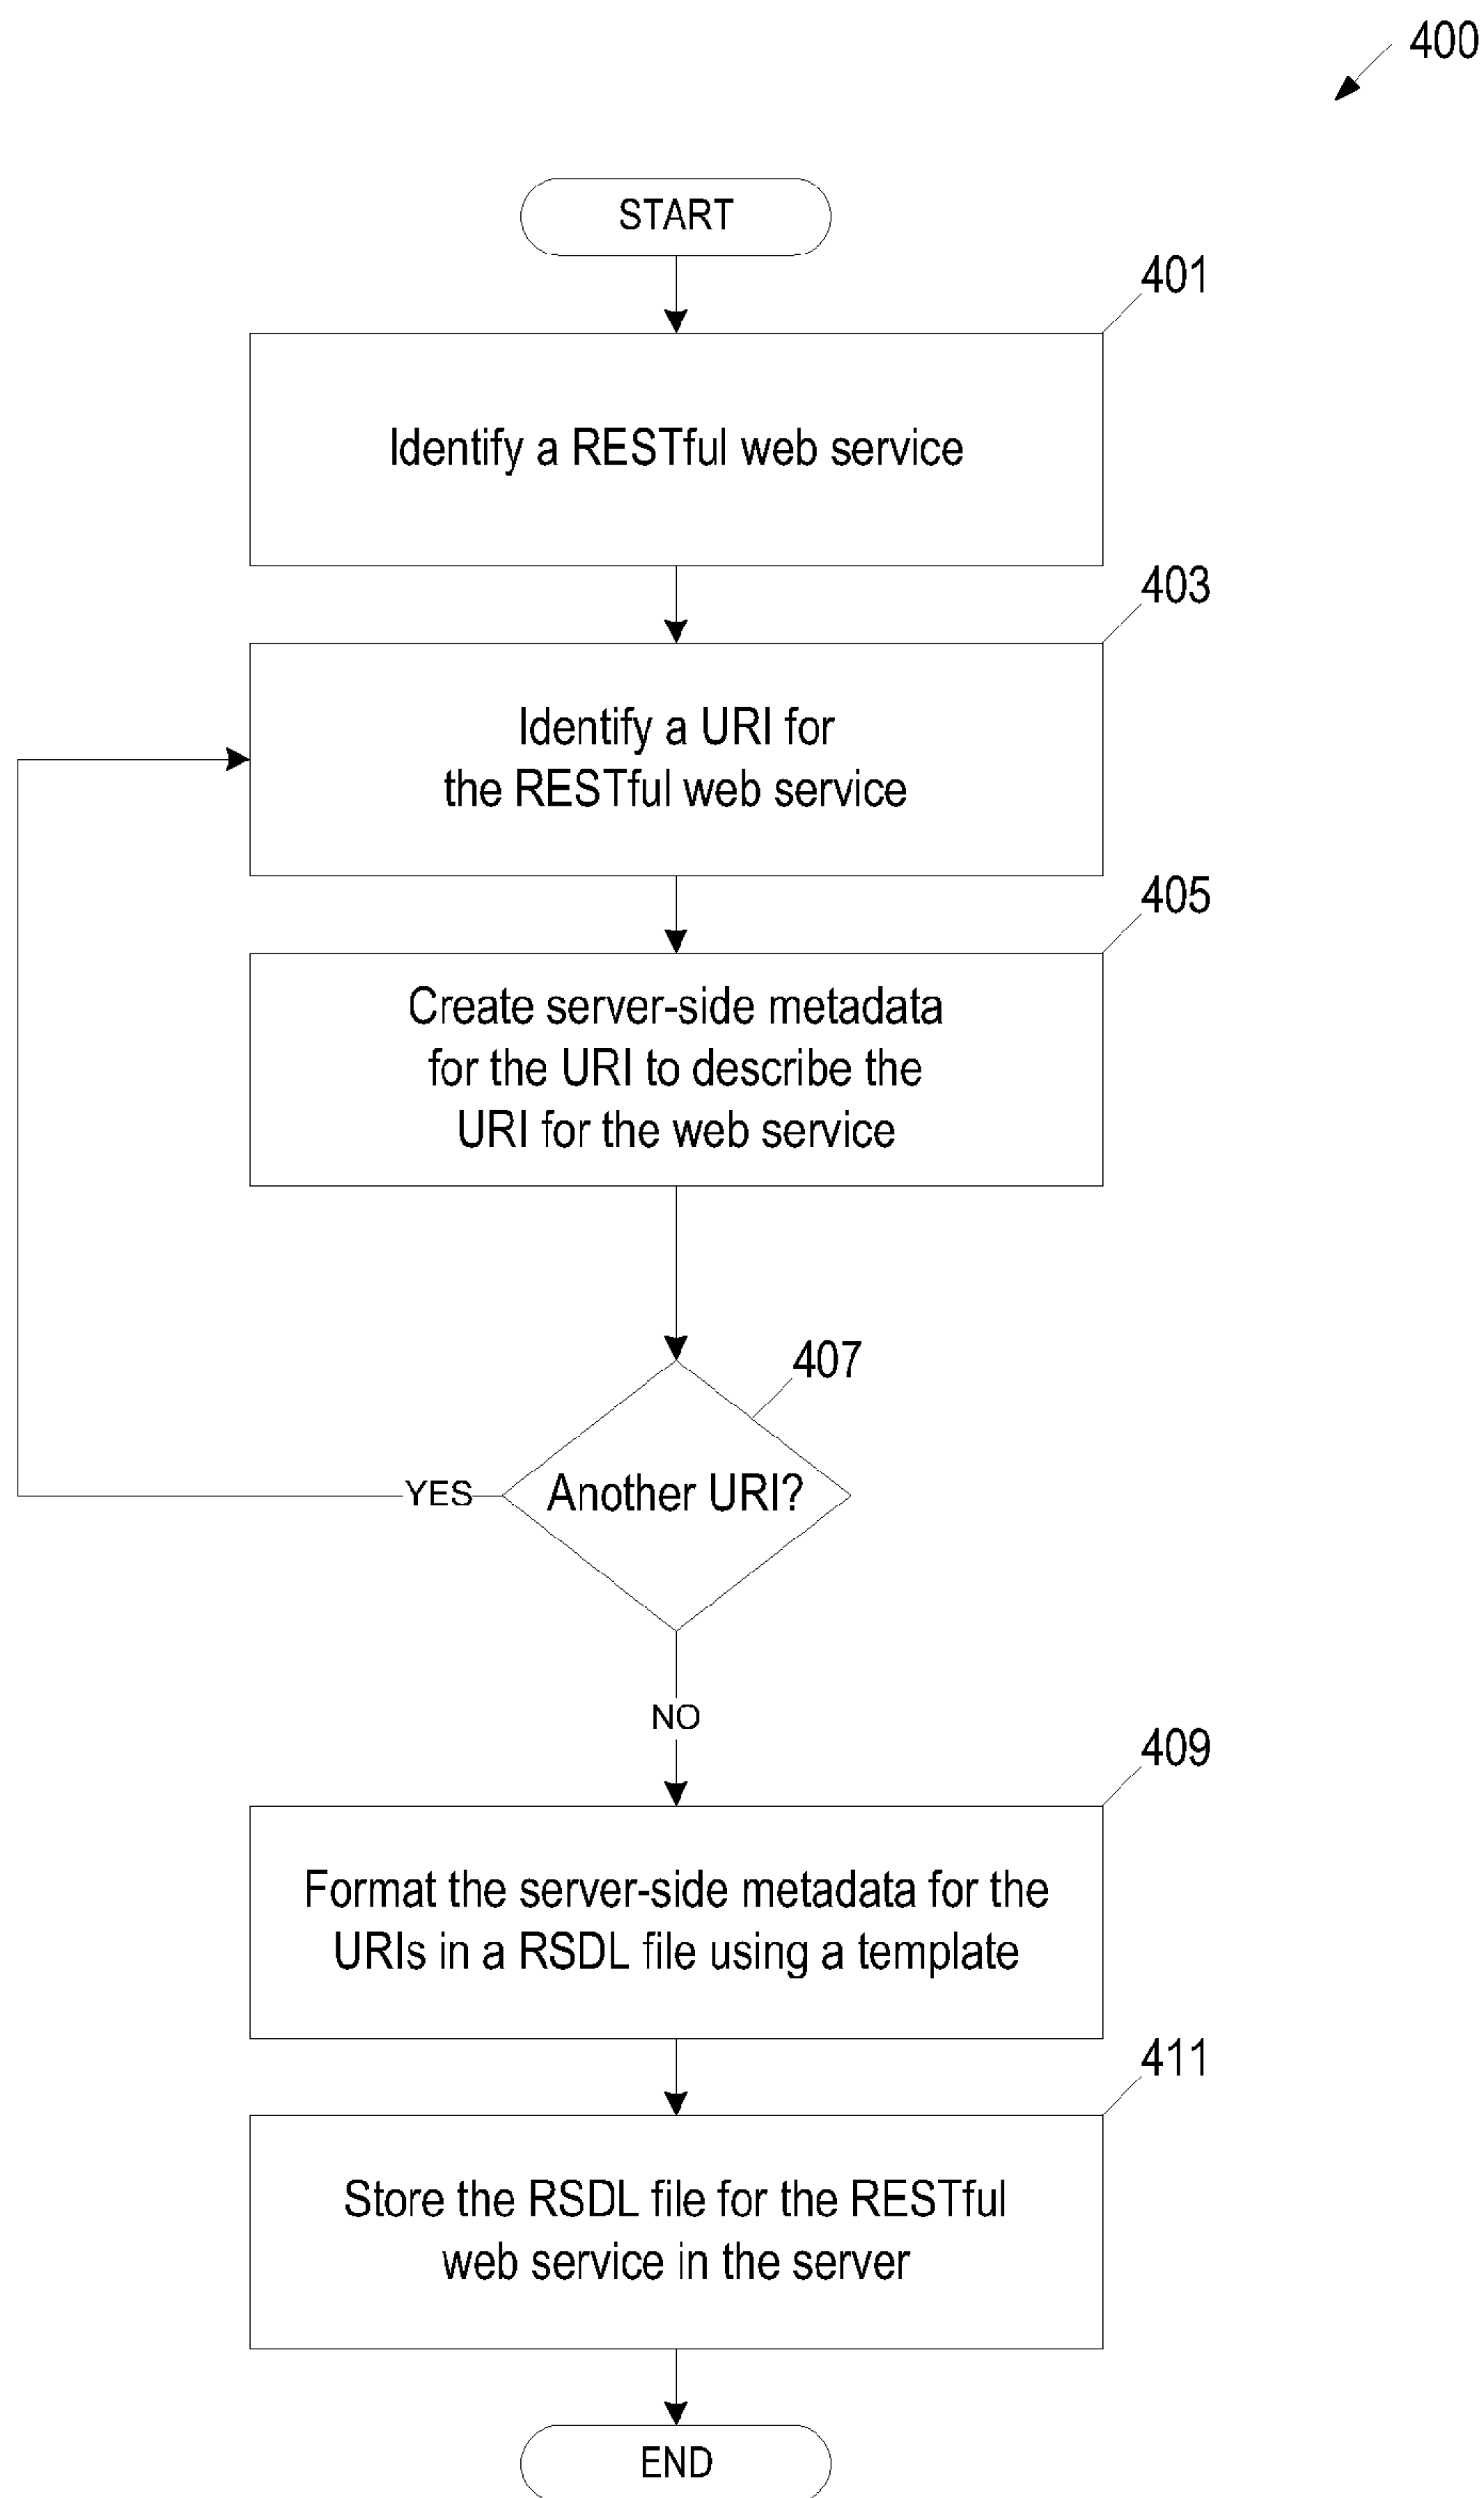 400
START
401
Identify a RESTful web service
403
Identify a URI for
the RESTful web service
405
Create server-side metadata
for the URI to describe the
URI for the web service
407
Another URI?
YES
NO
409
Format the server-side metadata for the
URIs in a RSDL file using a template
411
Store the RSDL file for the RESTful
web service in the server
END